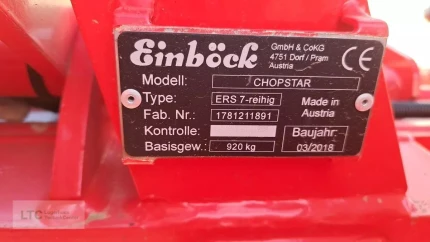 Einböck
GmbH & CoKG
4751 Dorf / Pram
Austria
CE
Modell: CHOPSTAR
Type: ERS 7-reihig
Made in
Austria
Fab. Nr.: 1781211891
Kontrolle:
Baujahr:
03/2018
Basisgew.: 920 kg
LTC